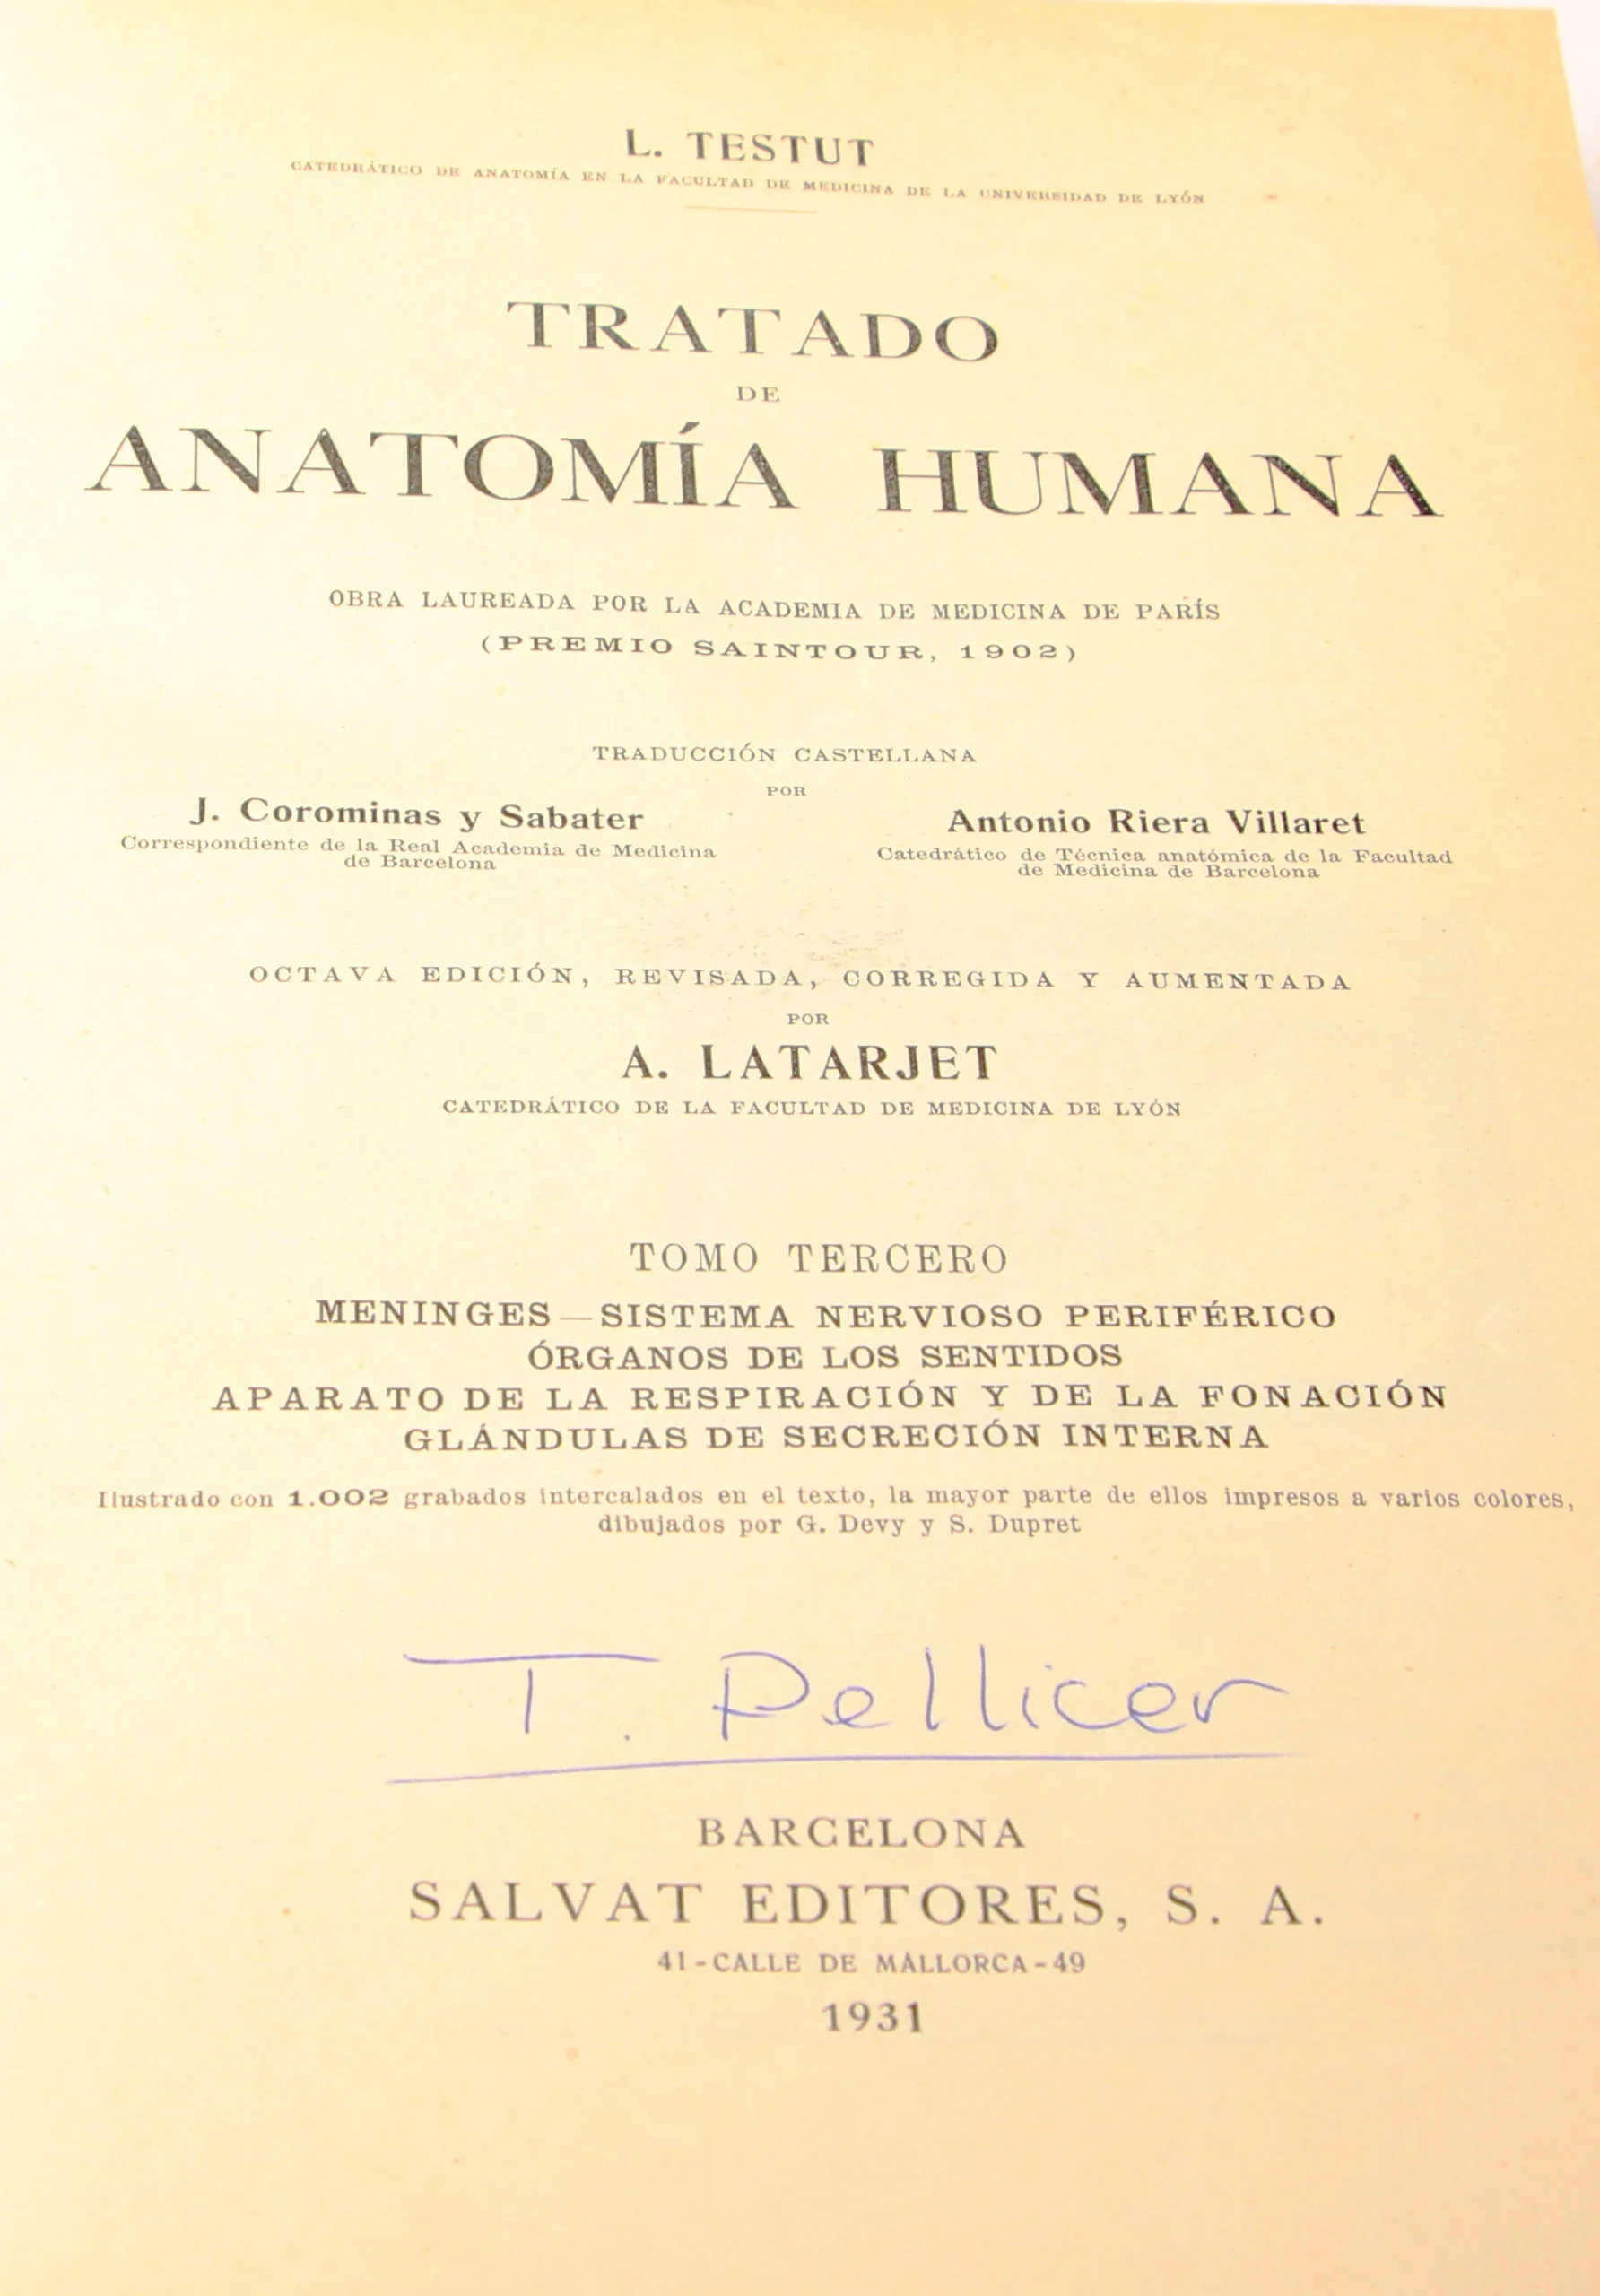 L. TESTUT
CATEDRÁTICO DE ANATOMÍA EN LA FACULTAD DE MEDICINA DE LA UNIVERSIDAD DE LYÓN
TRATADO
DE
ANATOMÍA HUMANA
OBRA LAUREADA POR LA ACADEMIA DE MEDICINA DE PARÍS
(PREMIO SAINTOUR, 1902)
TRADUCCIÓN CASTELLANA
POR
J. Corominas y Sabater
Correspondiente de la Real Academia de Medicina
de Barcelona
Antonio Riera Villaret
Catedrático de Técnica anatómica de la Facultad
de Medicina de Barcelona
OCTAVA EDICIÓN, REVISADA, CORREGIDA Y AUMENTADA
POR
A. LATARJET
CATEDRÁTICO DE LA FACULTAD DE MEDICINA DE LYÓN
TOMO TERCERO
MENINGES—SISTEMA NERVIOSO PERIFÉRICO
ÓRGANOS DE LOS SENTIDOS
APARATO DE LA RESPIRACIÓN Y DE LA FONACIÓN
GLÁNDULAS DE SECRECIÓN INTERNA
Ilustrado con 1.002 grabados intercalados en el texto, la mayor parte de ellos impresos a varios colores,
dibujados por G. Devy y S. Dupret
T. Pellicer
BARCELONA
SALVAT EDITORES, S. A.
41-CALLE DE MALLORCA-49
1931